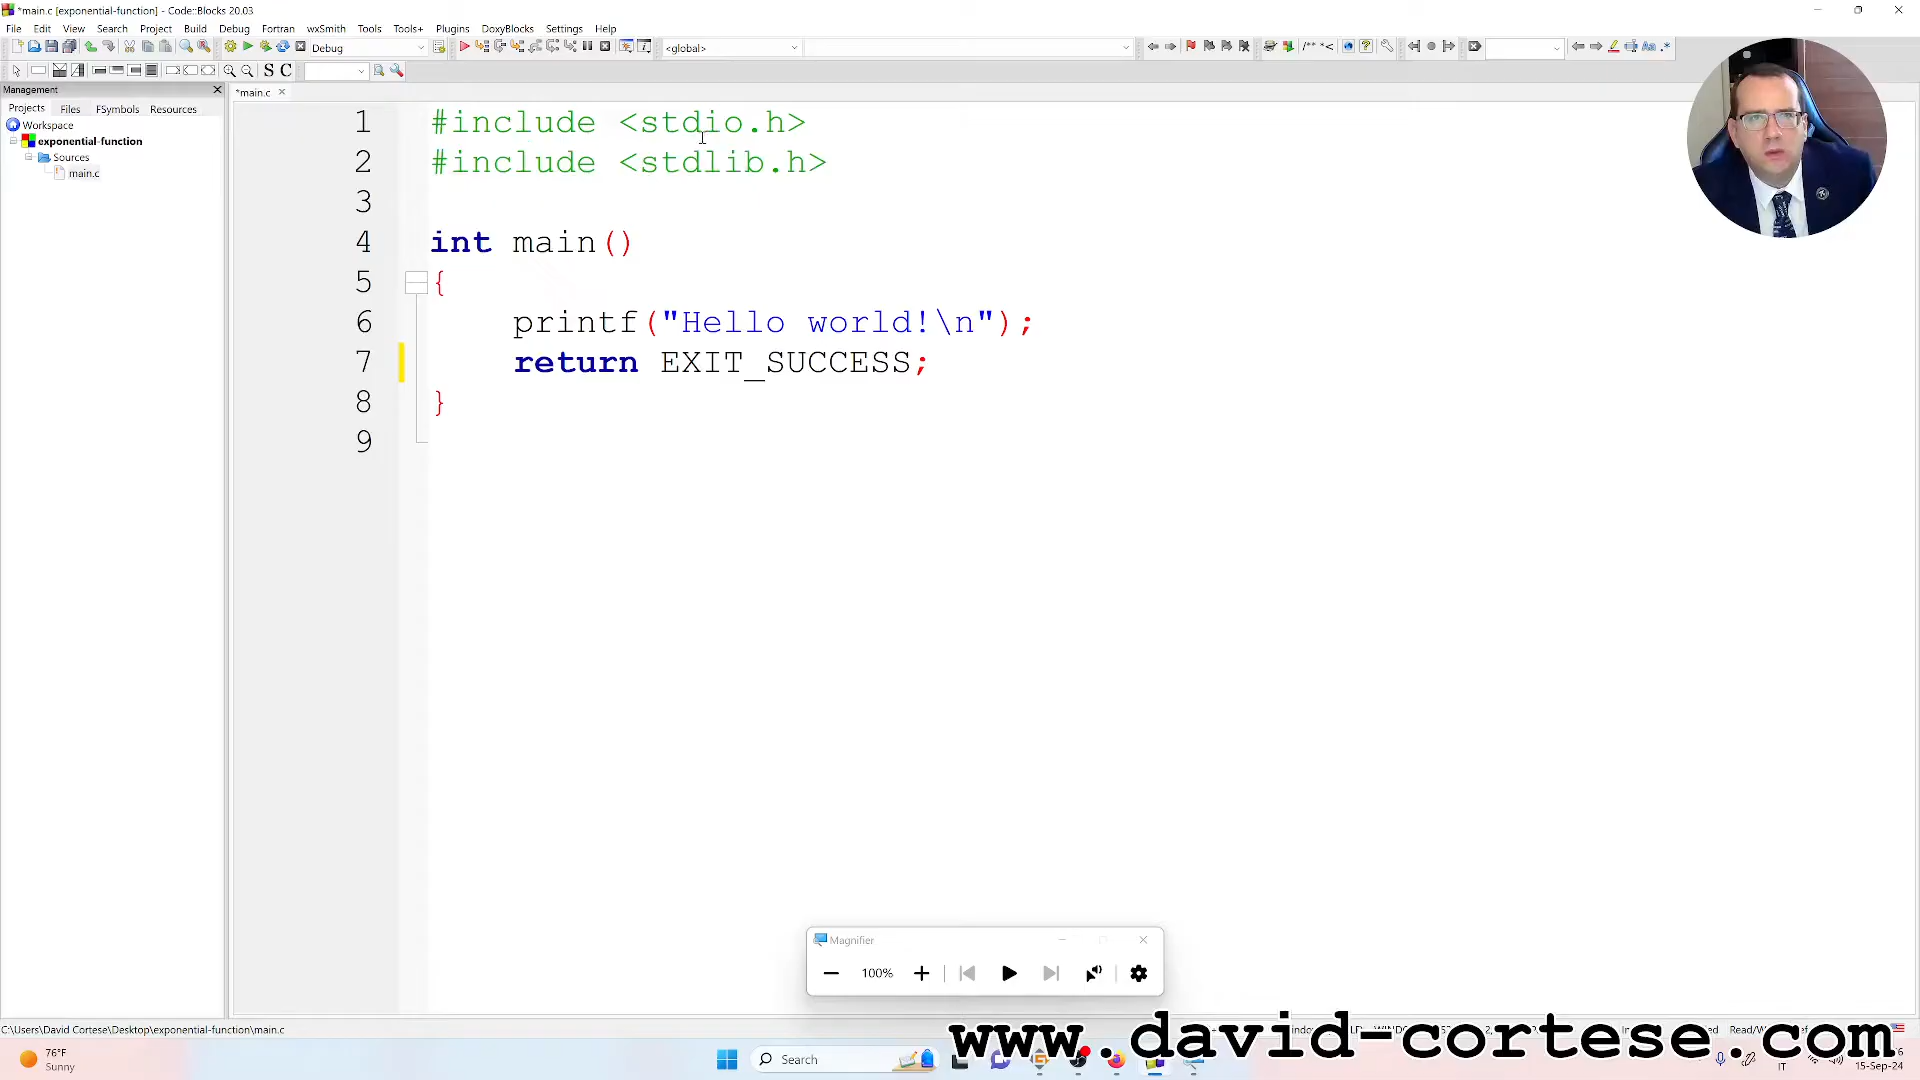 *main.c [exponential-function] - Code::Blocks 20.03
File Edit View Search Project Build Debug Fortran wxSmith Tools Tools+ Plugins DoxyBlocks Settings Help
Debug
<global>
S C
Management
Projects Files FSymbols Resources
Workspace
exponential-function
Sources
main.c
*main.c
1 #include <stdio.h>
2 #include <stdlib.h>
3
4 int main()
5 {
6 printf("Hello world!\n");
7 return EXIT_SUCCESS;
8 }
9
Magnifier
100%
C:\Users\David Cortese\Desktop\exponential-function\main.c
www.david-cortese.com
76°F
Sunny
Search
IT
15-Sep-24